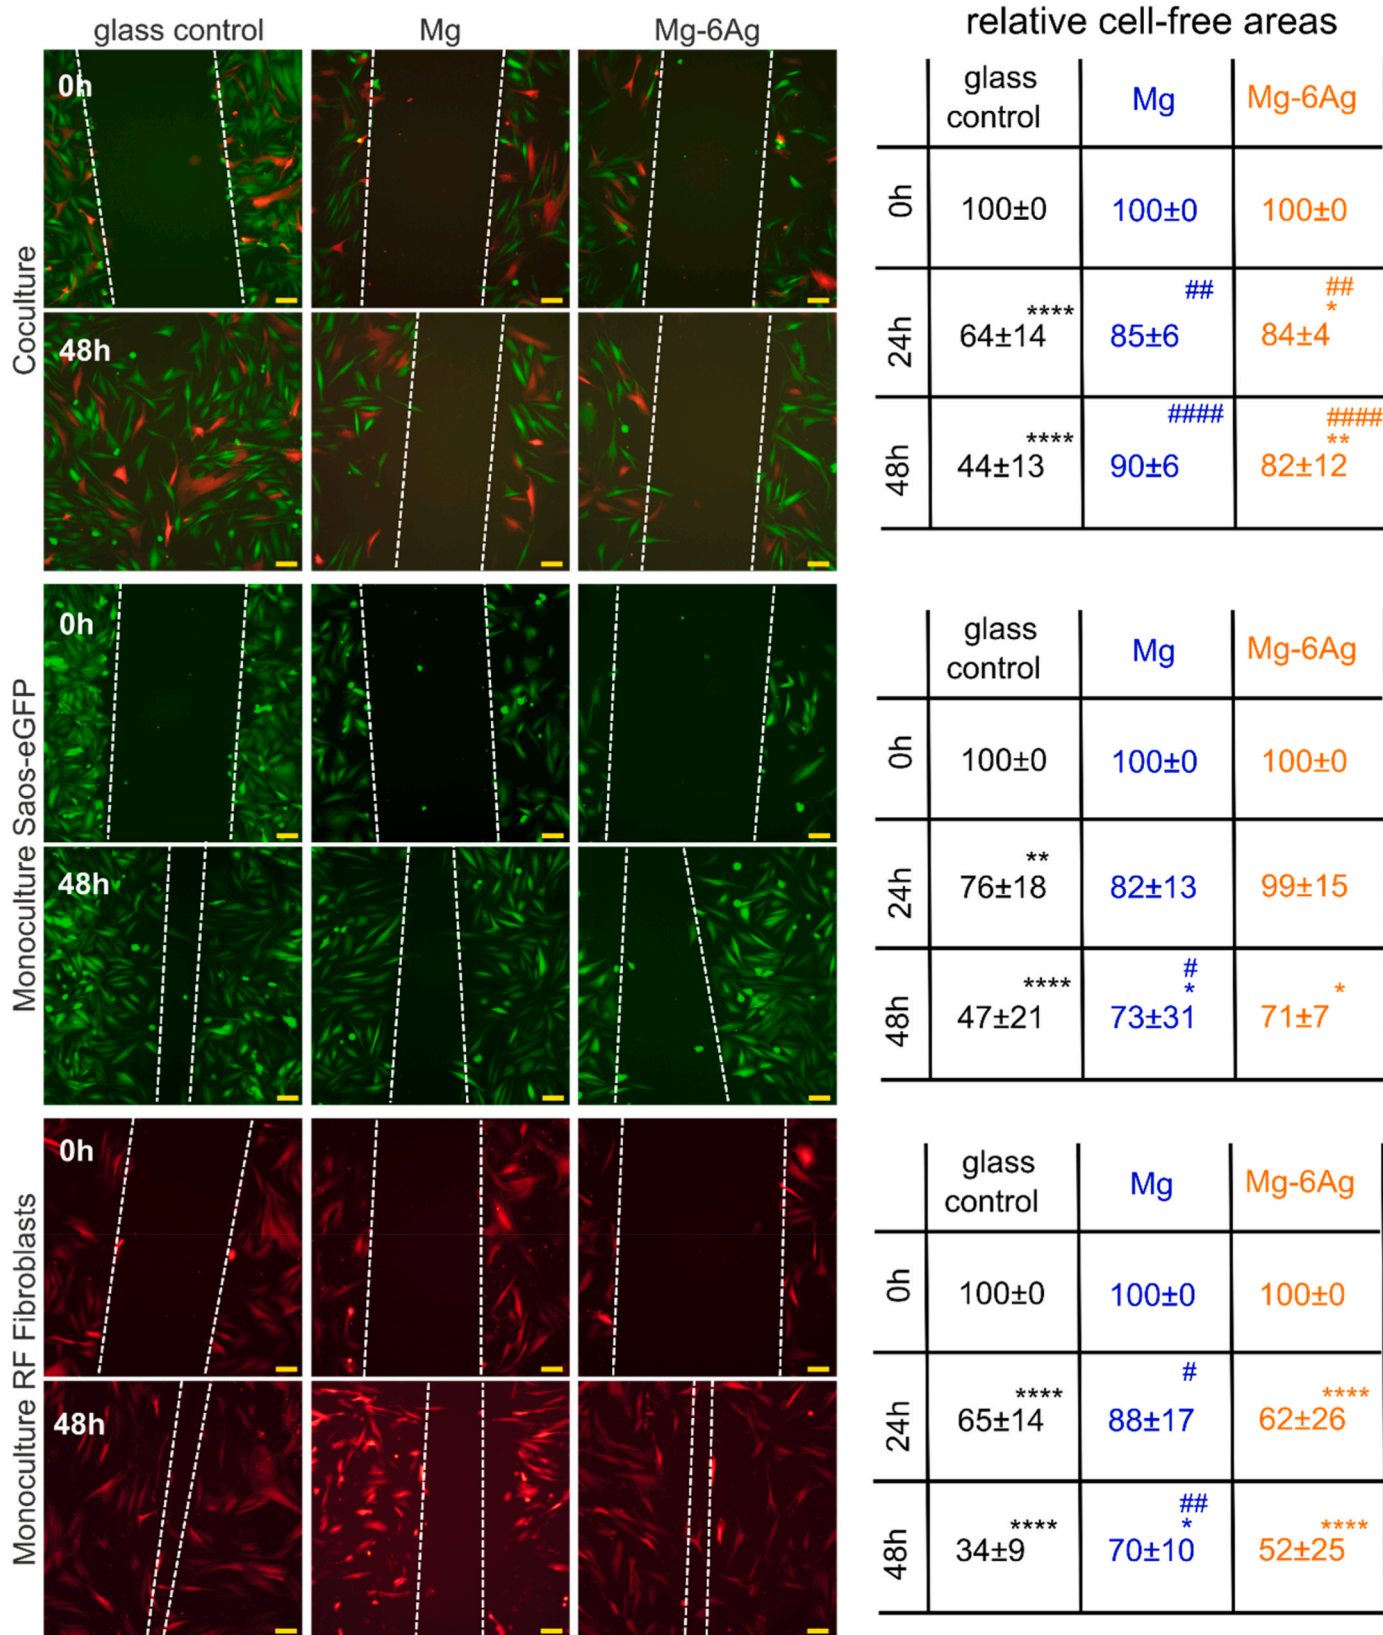 glass control Mg Mg-6Ag
Coculture
0h
48h
Monoculture Saos-eGFP
0h
48h
Monoculture RF Fibroblasts
0h
48h
relative cell-free areas
glass
control Mg Mg-6Ag
0h 100±0 100±0 100±0
## ##
**** *
24h 64±14 85±6 84±4
#### ####
**** **
48h 44±13 90±6 82±12
glass
control Mg Mg-6Ag
0h 100±0 100±0 100±0
**
24h 76±18 82±13 99±15
#
**** * *
48h 47±21 73±31 71±7
glass
control Mg Mg-6Ag
0h 100±0 100±0 100±0
#
**** ****
24h 65±14 88±17 62±26
##
**** * ****
48h 34±9 70±10 52±25